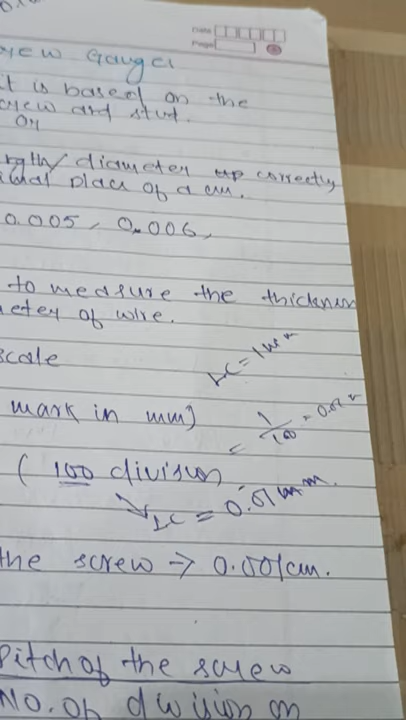 Date
Page
rew Gauge
t is based on the
crew and stud.
or
ngth/diameter up correctly
imal place of a cm.
0.005, 0.006,
to measure the thickness
eter of wire.
scale
LC = 1
mark in mm)
= 1/100 = 0.01
( 100 division
LC = 0.01 mm.
the screw → 0.001cm.
Pitch of the screw
No. of division on